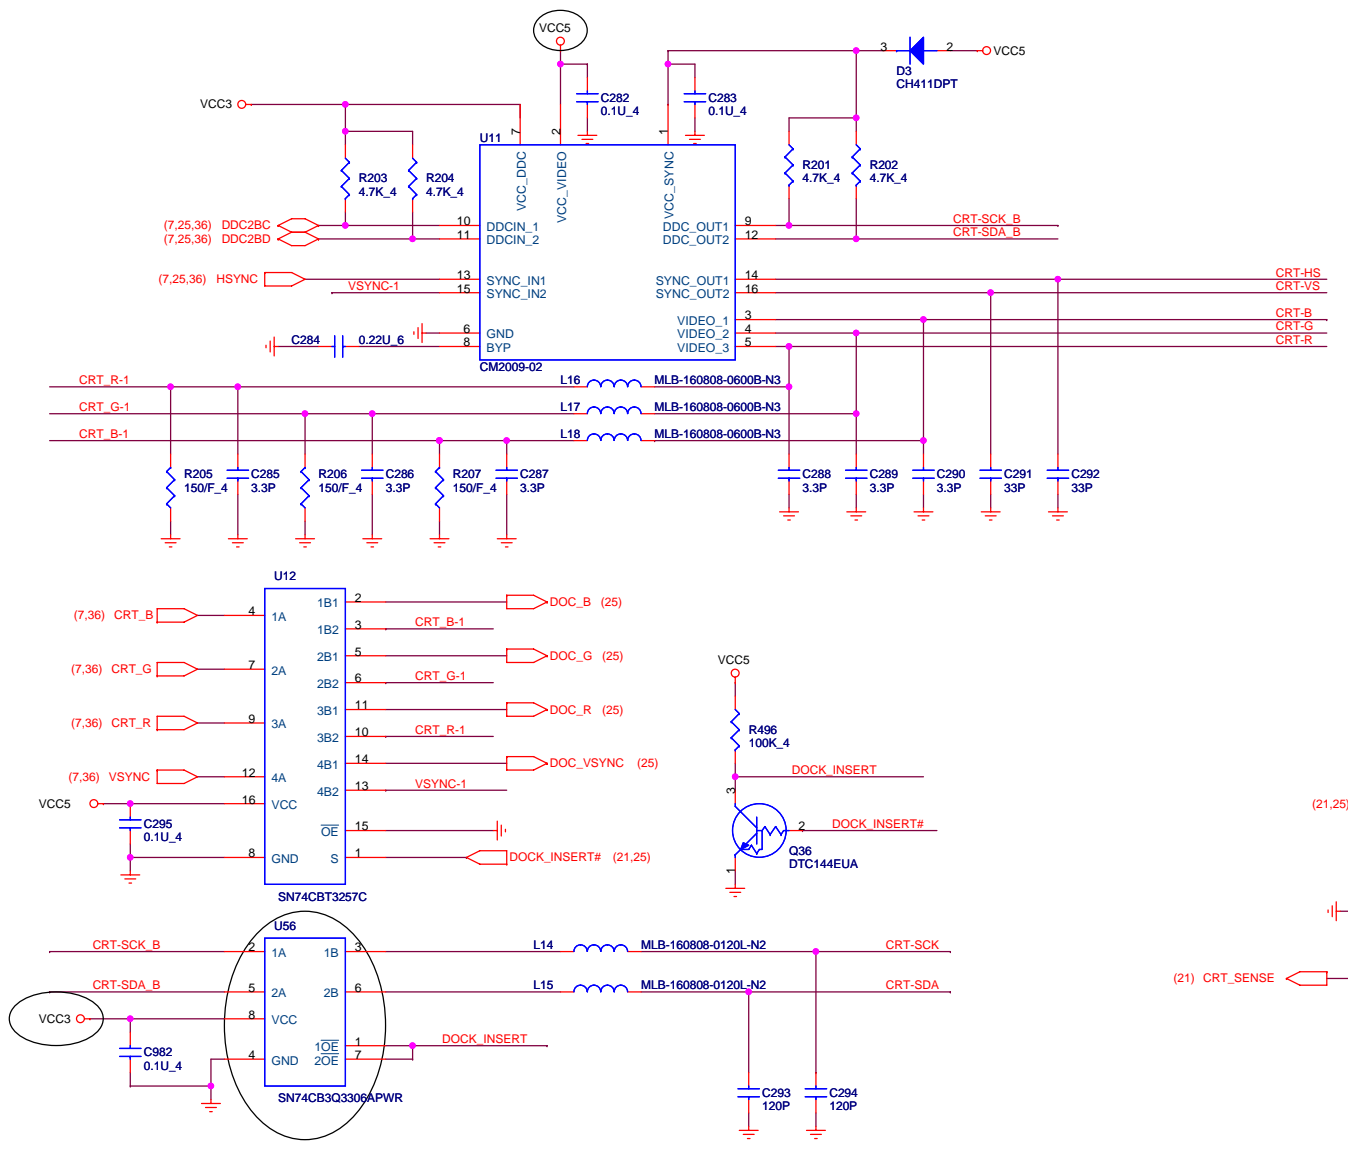 VCC5
3
2
VCC5
D3
CH411DPT
C282
0.1U_4
C283
0.1U_4
VCC3
U11
7
2
1
VCC_DDC
VCC_VIDEO
VCC_SYNC
R203
4.7K_4
R204
4.7K_4
R201
4.7K_4
R202
4.7K_4
(7,25,36) DDC2BC
10
DDCIN_1
DDC_OUT1
9
CRT-SCK_B
(7,25,36) DDC2BD
11
DDCIN_2
DDC_OUT2
12
CRT-SDA_B
(7,25,36) HSYNC
13
SYNC_IN1
SYNC_OUT1
14
CRT-HS
VSYNC-1
15
SYNC_IN2
SYNC_OUT2
16
CRT-VS
VIDEO_1
3
CRT-B
6
GND
VIDEO_2
4
CRT-G
C284
0.22U_6
8
BYP
VIDEO_3
5
CRT-R
CM2009-02
CRT_R-1
L16
MLB-160808-0600B-N3
CRT_G-1
L17
MLB-160808-0600B-N3
CRT_B-1
L18
MLB-160808-0600B-N3
R205
150/F_4
C285
3.3P
R206
150/F_4
C286
3.3P
R207
150/F_4
C287
3.3P
C288
3.3P
C289
3.3P
C290
3.3P
C291
33P
C292
33P
U12
(7,36) CRT_B
4
1A
1B1
2
DOC_B (25)
1B2
3
CRT_B-1
(7,36) CRT_G
7
2A
2B1
5
DOC_G (25)
2B2
6
CRT_G-1
(7,36) CRT_R
9
3A
3B1
11
DOC_R (25)
3B2
10
CRT_R-1
(7,36) VSYNC
12
4A
4B1
14
DOC_VSYNC (25)
4B2
13
VSYNC-1
VCC5
16
VCC
C295
0.1U_4
OE
15
8
GND
S
1
DOCK_INSERT# (21,25)
SN74CBT3257C
VCC5
R496
100K_4
DOCK_INSERT
3
2
DOCK_INSERT#
Q36
DTC144EUA
1
(21,25)
U56
CRT-SCK_B
2
1A
1B
3
L14
MLB-160808-0120L-N2
CRT-SCK
CRT-SDA_B
5
2A
2B
6
L15
MLB-160808-0120L-N2
CRT-SDA
(21) CRT_SENSE
VCC3
8
VCC
C982
0.1U_4
1OE
1
DOCK_INSERT
4
GND
2OE
7
SN74CB3Q3306APWR
C293
120P
C294
120P